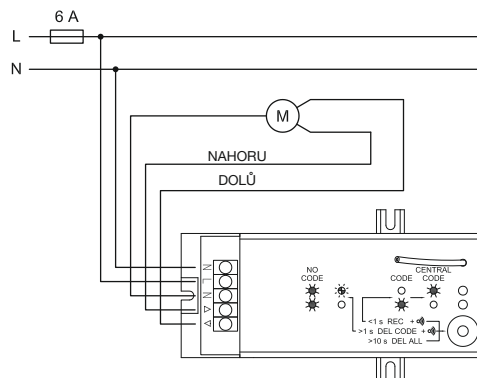 6 A
L
N
M
NAHORU
DOLŮ
N
L
N
△
▽
NO
CODE
CODE
CENTRAL
CODE
<1 s REC +
>1 s DEL CODE +
>10 s DEL ALL